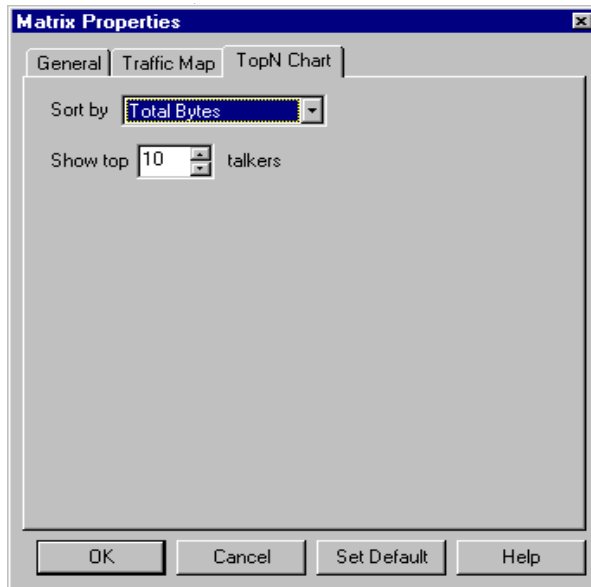 Matrix Properties
General Traffic Map TopN Chart
Sort by Total Bytes
Show top 10 talkers
OK Cancel Set Default Help